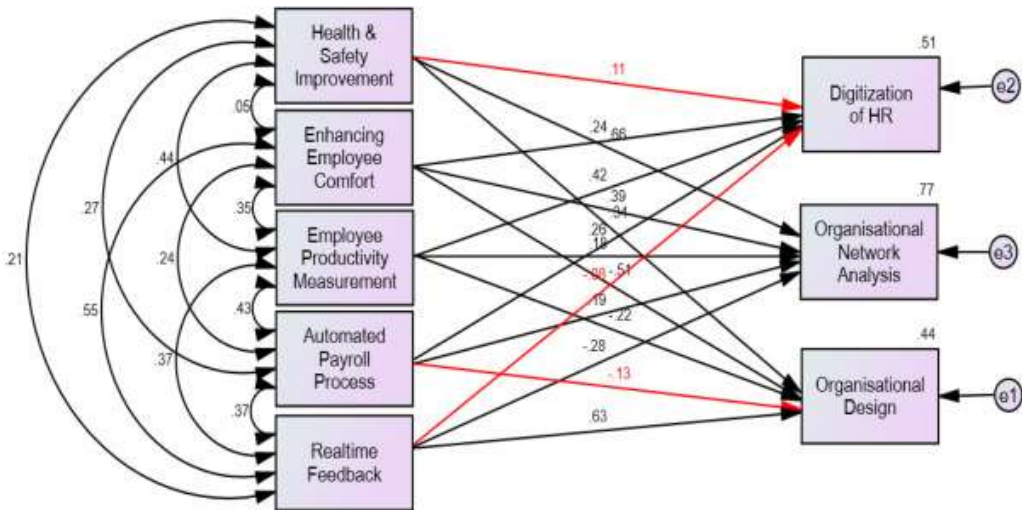 Health &
Safety
Improvement
Enhancing
Employee
Comfort
Employee
Productivity
Measurement
Automated
Payroll
Process
Realtime
Feedback
.51
Digitization
of HR
e2
.77
Organisational
Network
Analysis
e3
.44
Organisational
Design
e1
.05
.44
.27
.35
.21
.24
.55
.43
.37
.37
.11
.24
.66
.42
.39
.34
.26
.18
-.51
.19
-.22
-.28
-.13
.63